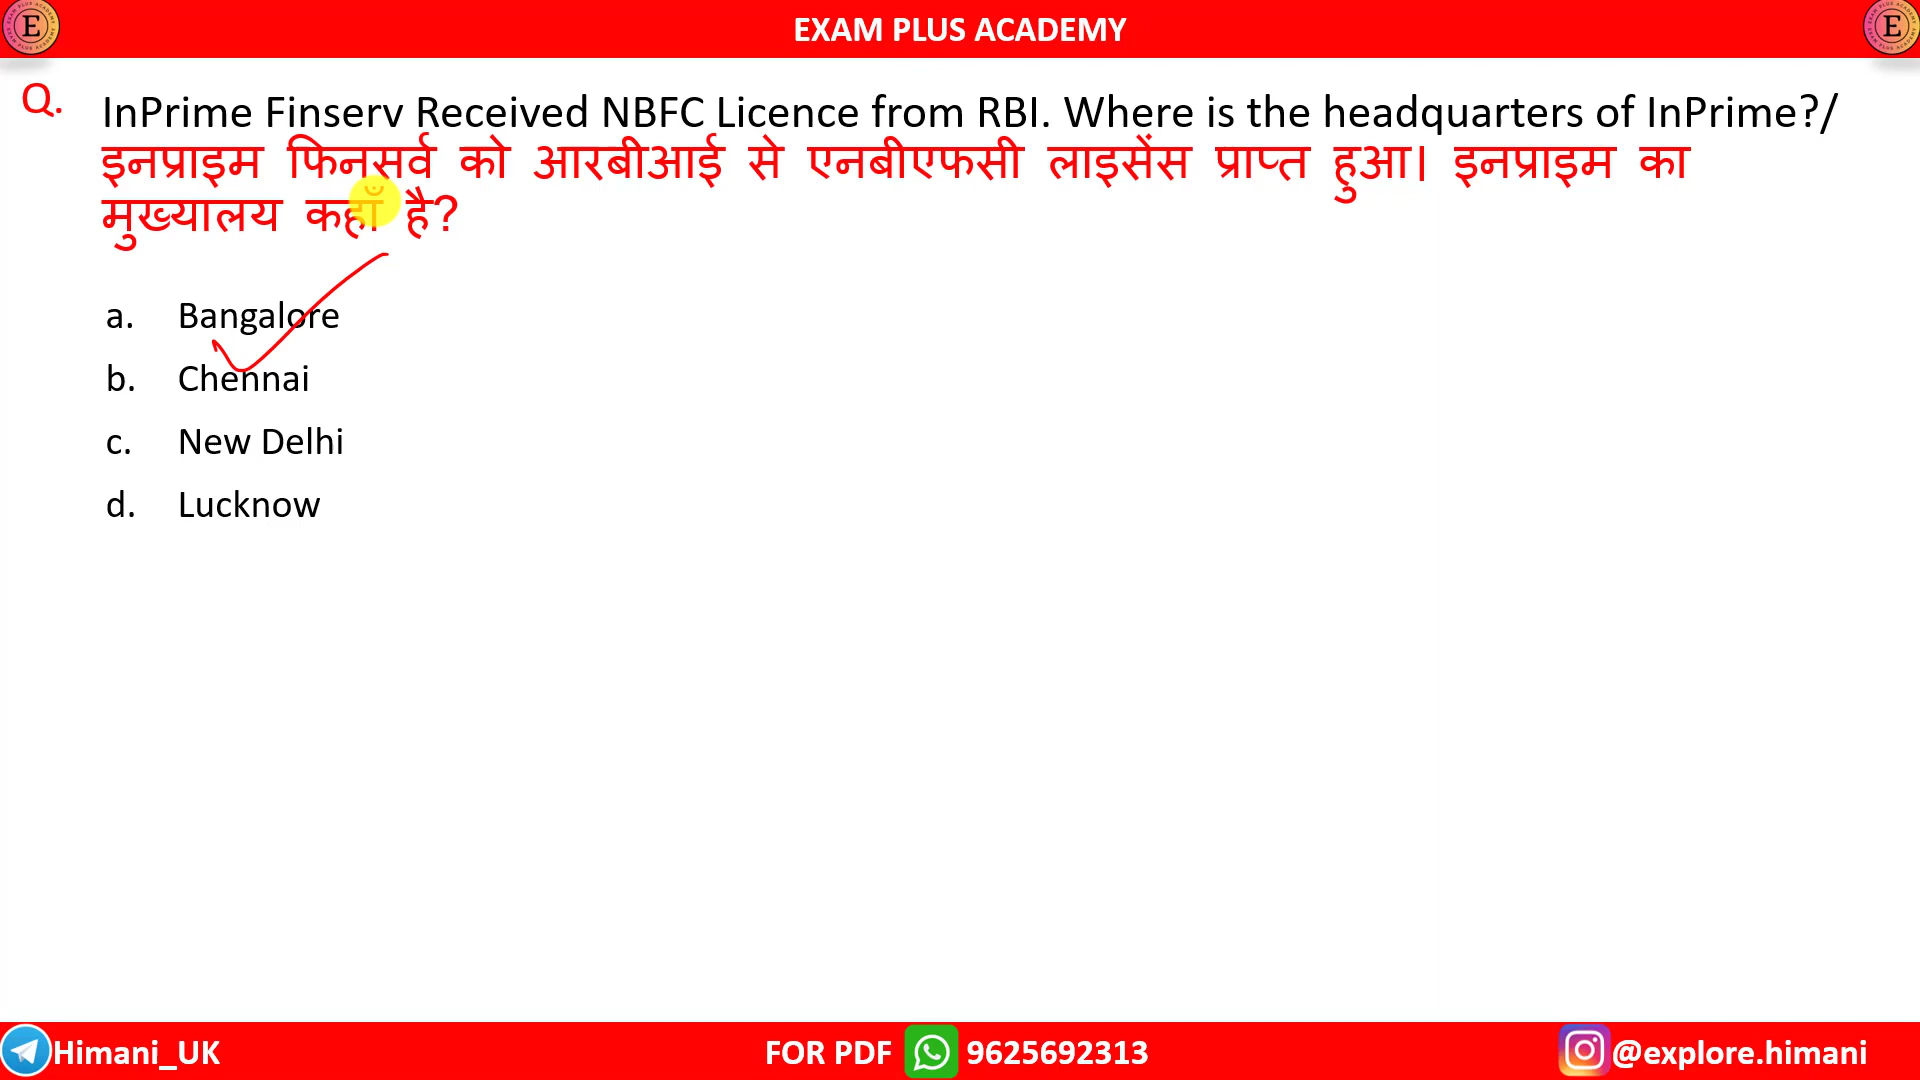 EXAM PLUS ACADEMY
E
E
Q.
InPrime Finserv Received NBFC Licence from RBI. Where is the headquarters of InPrime?/
इनप्राइम फिनसर्व को आरबीआई से एनबीएफसी लाइसेंस प्राप्त हुआ। इनप्राइम का
मुख्यालय कहाँ है?
a. Bangalore
b. Chennai
c. New Delhi
d. Lucknow
Himani_UK
FOR PDF 9625692313
@explore.himani